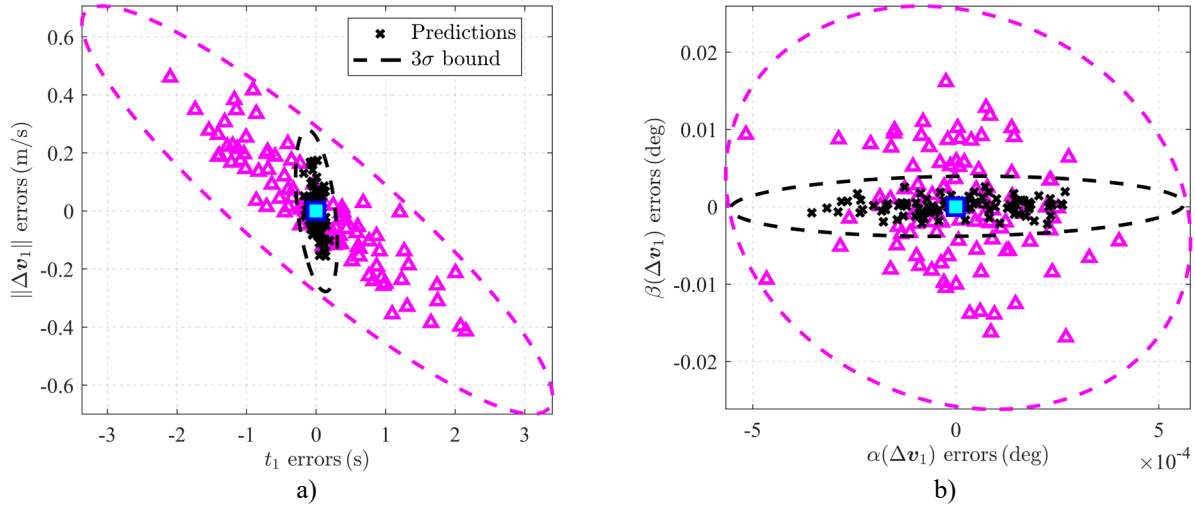 0.6
0.4
0.2
0
-0.2
-0.4
-0.6
‖Δv₁‖ errors (m/s)
-3 -2 -1 0 1 2 3
t₁ errors (s)
Predictions
3σ bound
a)
0.02
0.01
0
-0.01
-0.02
β(Δv₁) errors (deg)
-5 0 5
×10⁻⁴
α(Δv₁) errors (deg)
b)